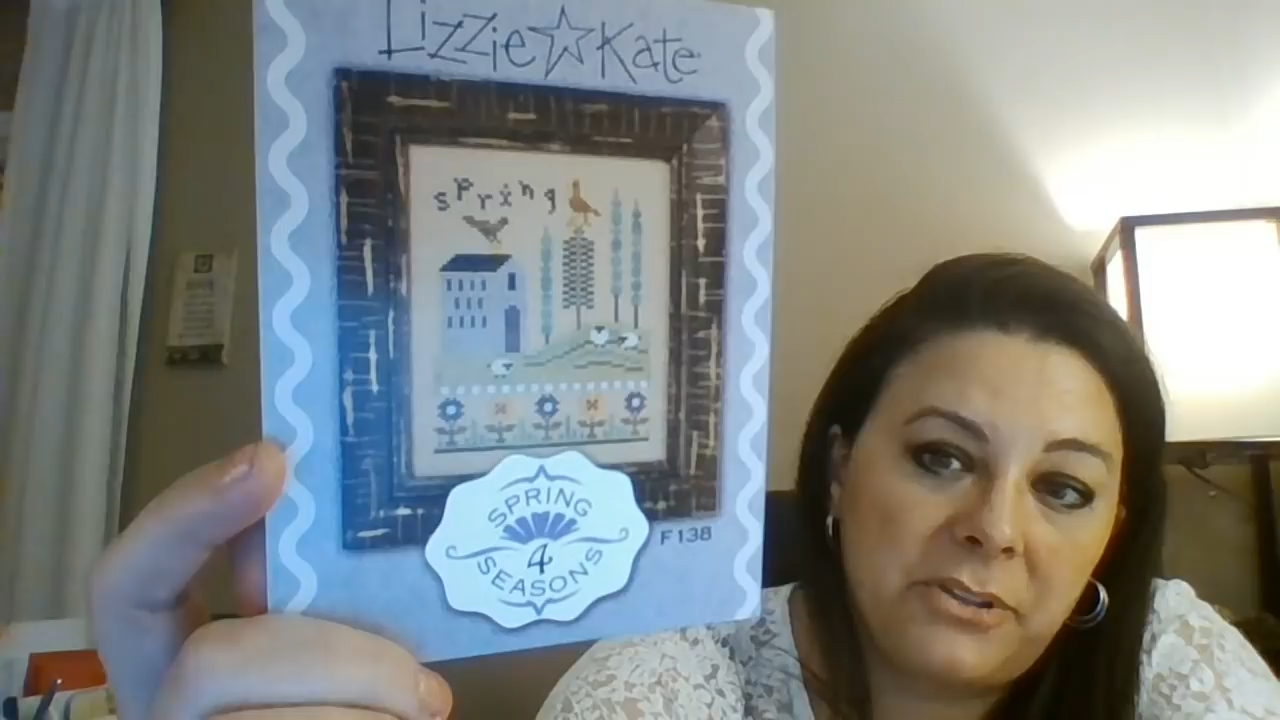 Lizzie☆Kate
spring
SPRING
4
SEASONS
F138